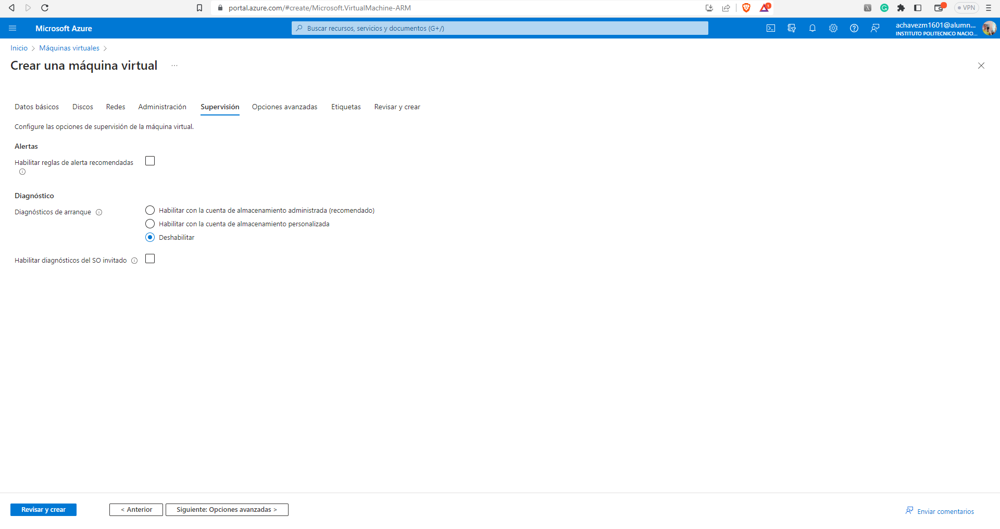 portal.azure.com/#create/Microsoft.VirtualMachine-ARM
1
VPN
Microsoft Azure
Buscar recursos, servicios y documentos (G+/)
achavezm1601@alumn...
INSTITUTO POLITECNICO NACIO...
Inicio > Máquinas virtuales >
Crear una máquina virtual ...
Datos básicos Discos Redes Administración Supervisión Opciones avanzadas Etiquetas Revisar y crear
Configure las opciones de supervisión de la máquina virtual.
Alertas
Habilitar reglas de alerta recomendadas
Diagnóstico
Diagnósticos de arranque
Habilitar con la cuenta de almacenamiento administrada (recomendado)
Habilitar con la cuenta de almacenamiento personalizada
Deshabilitar
Habilitar diagnósticos del SO invitado
Revisar y crear
< Anterior
Siguiente: Opciones avanzadas >
Enviar comentarios